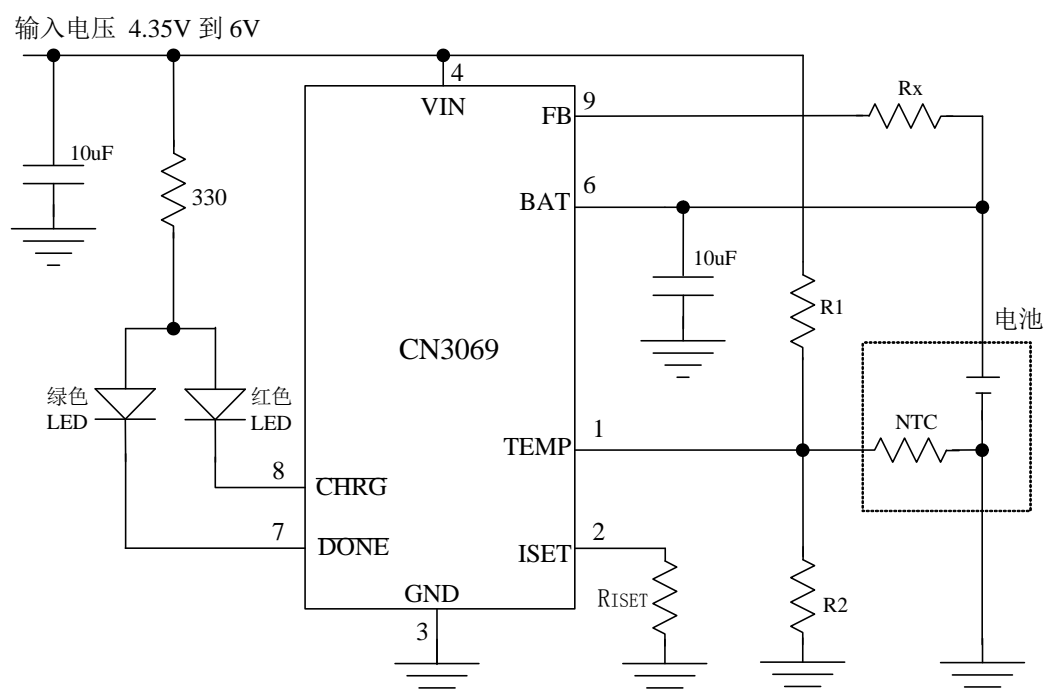 输入电压 4.35V 到 6V
4
VIN
9
FB
Rx
10uF
330
6
BAT
10uF
R1
CN3069
电池
绿色
LED
红色
LED
NTC
1
TEMP
8
CHRG
7
DONE
2
ISET
RISET
GND
3
R2